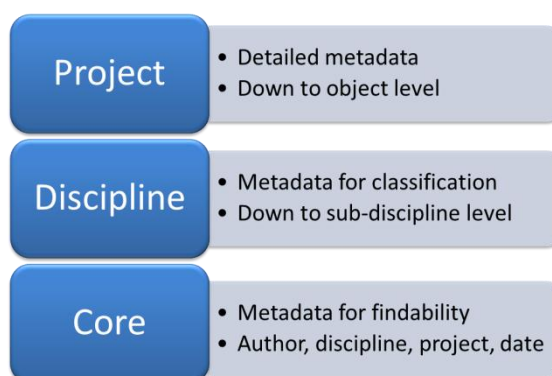 Project
• Detailed metadata
• Down to object level
Discipline
• Metadata for classification
• Down to sub-discipline level
Core
• Metadata for findability
• Author, discipline, project, date